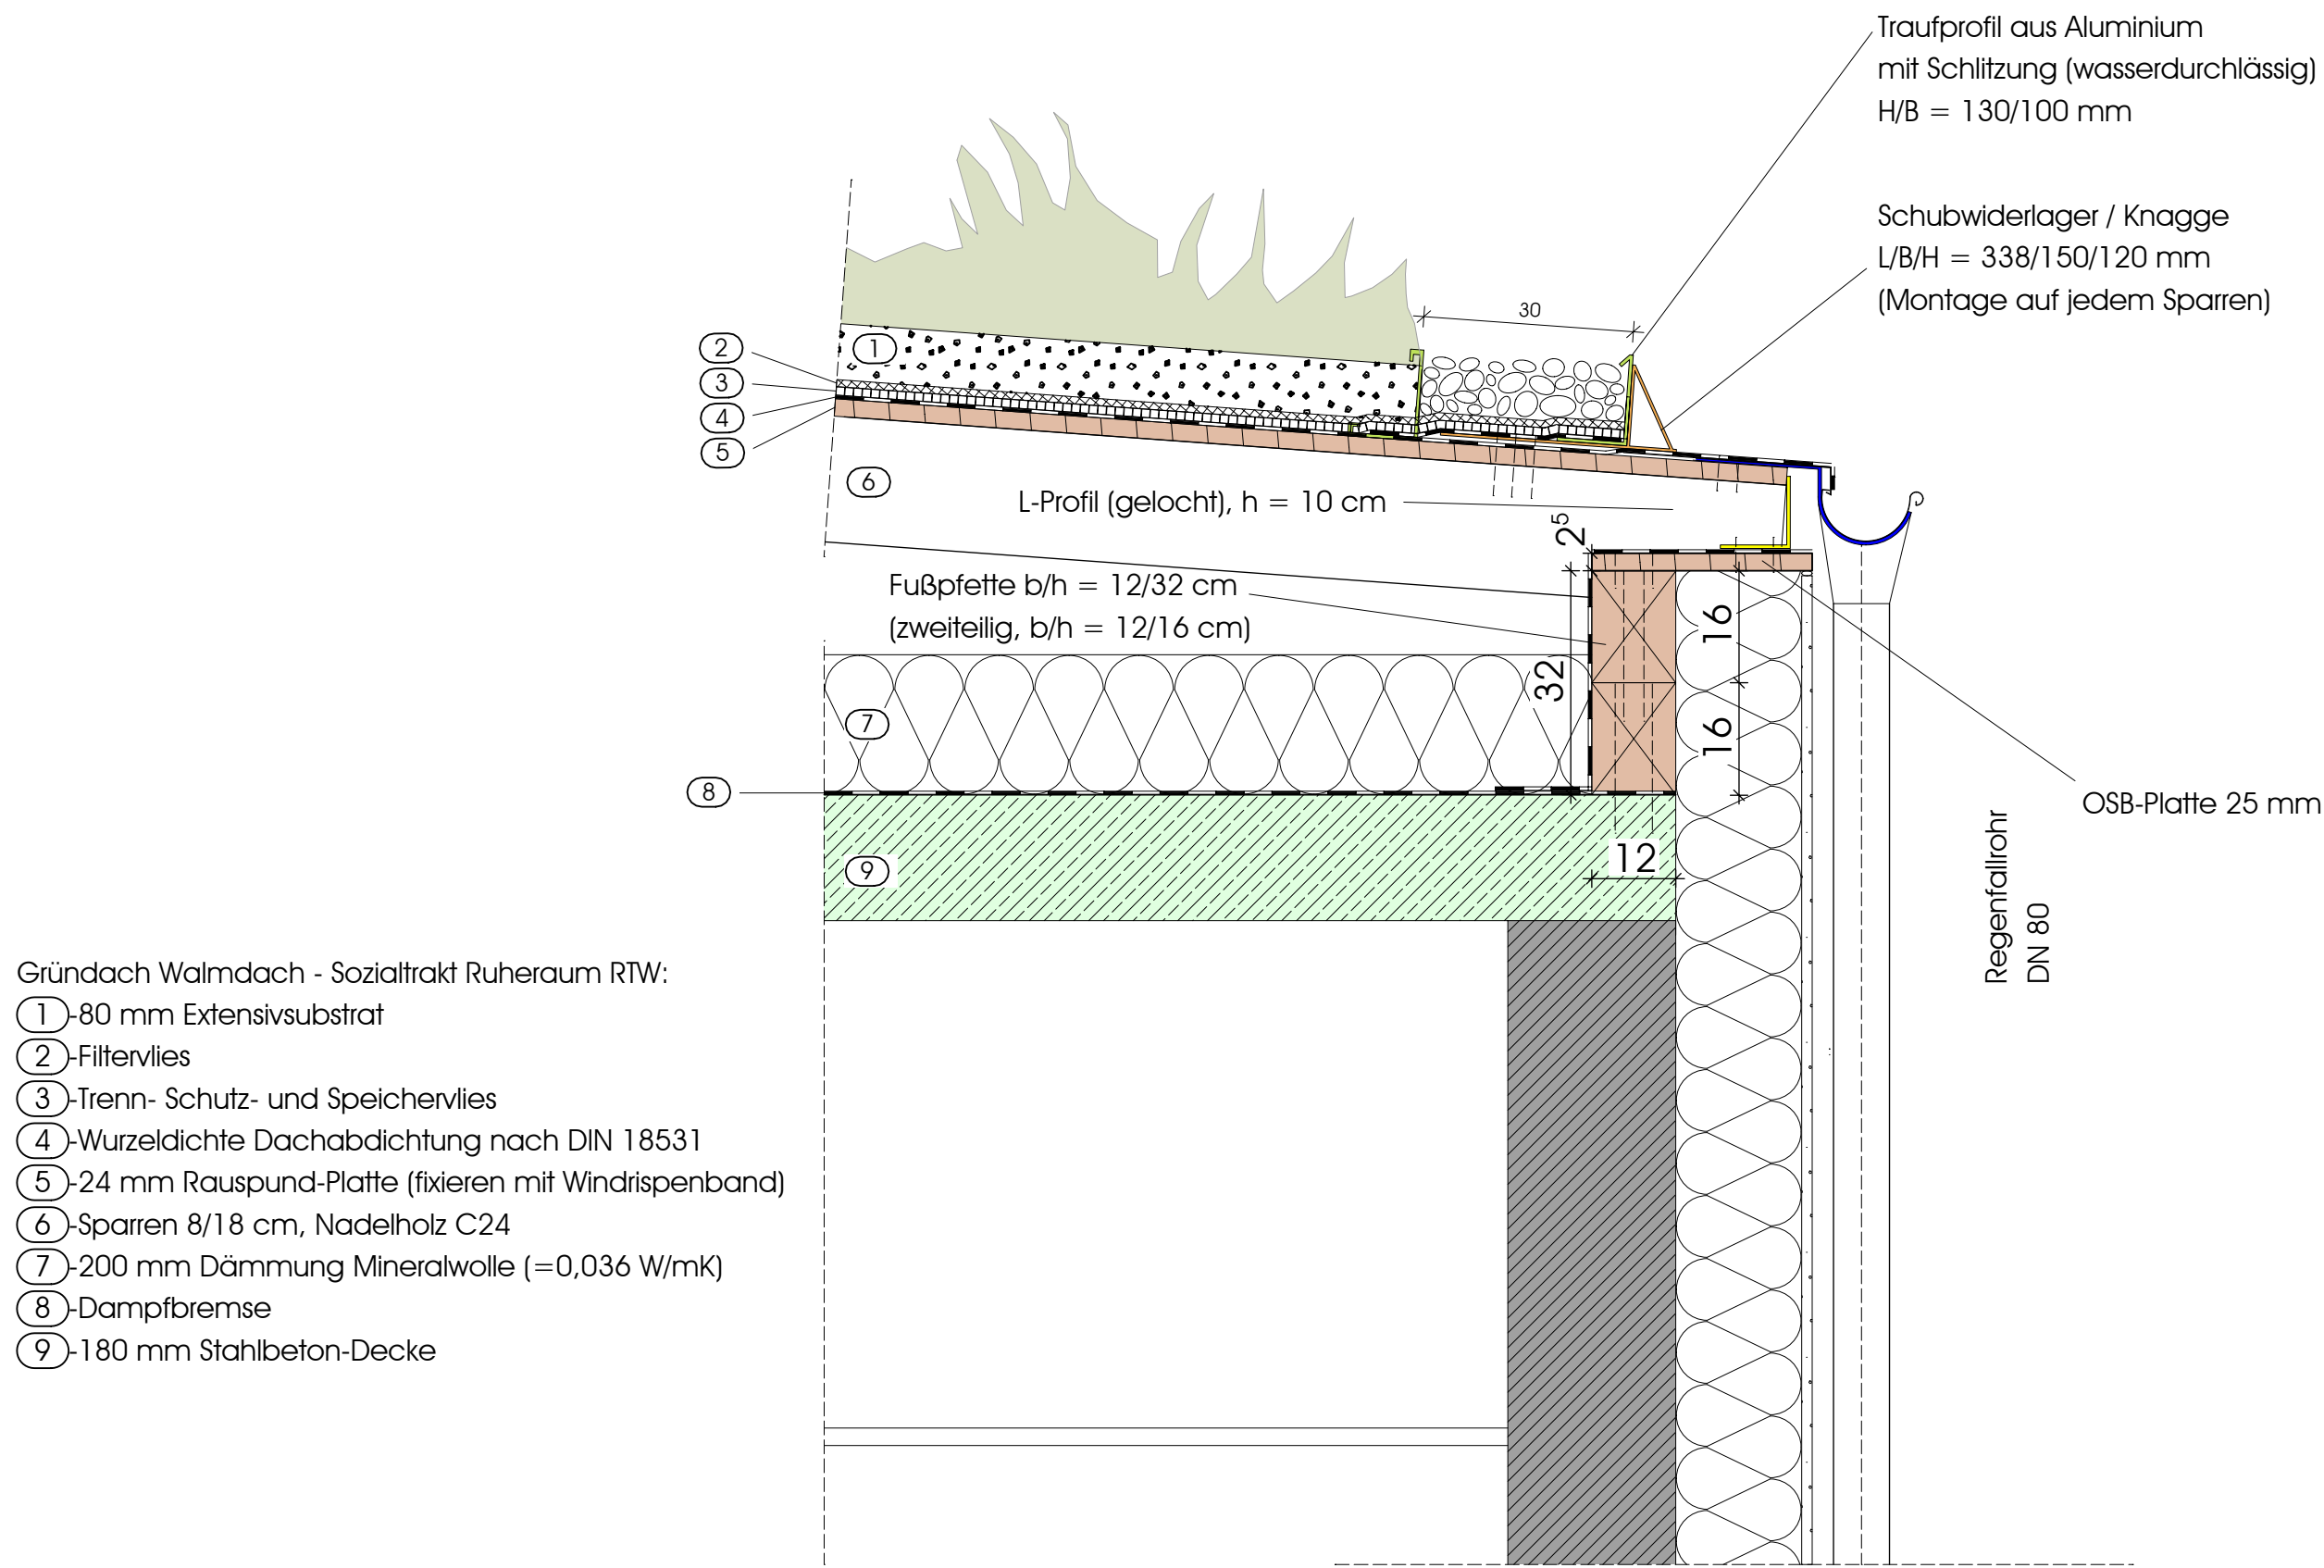 Traufprofil aus Aluminium
mit Schlitzung (wasserdurchlässig)
H/B = 130/100 mm
Schubwiderlager / Knagge
L/B/H = 338/150/120 mm
(Montage auf jedem Sparren)
30
1
2
3
4
5
6
L-Profil (gelocht), h = 10 cm
2⁵
Fußpfette b/h = 12/32 cm
(zweiteilig, b/h = 12/16 cm)
16
32
16
7
8
OSB-Platte 25 mm
12
9
Regenfallrohr
DN 80
Gründach Walmdach - Sozialtrakt Ruheraum RTW:
1-80 mm Extensivsubstrat
2-Filtervlies
3-Trenn- Schutz- und Speichervlies
4-Wurzeldichte Dachabdichtung nach DIN 18531
5-24 mm Rauspund-Platte (fixieren mit Windrispenband)
6-Sparren 8/18 cm, Nadelholz C24
7-200 mm Dämmung Mineralwolle (=0,036 W/mK)
8-Dampfbremse
9-180 mm Stahlbeton-Decke